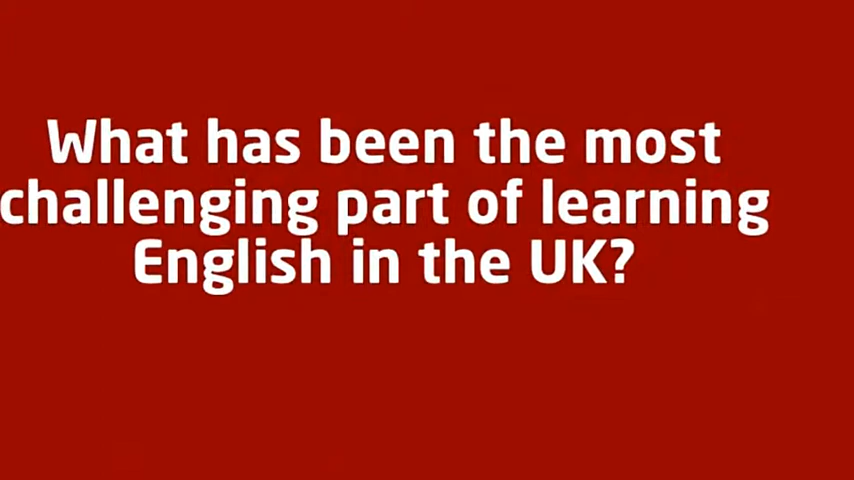 What has been the most
challenging part of learning
English in the UK?